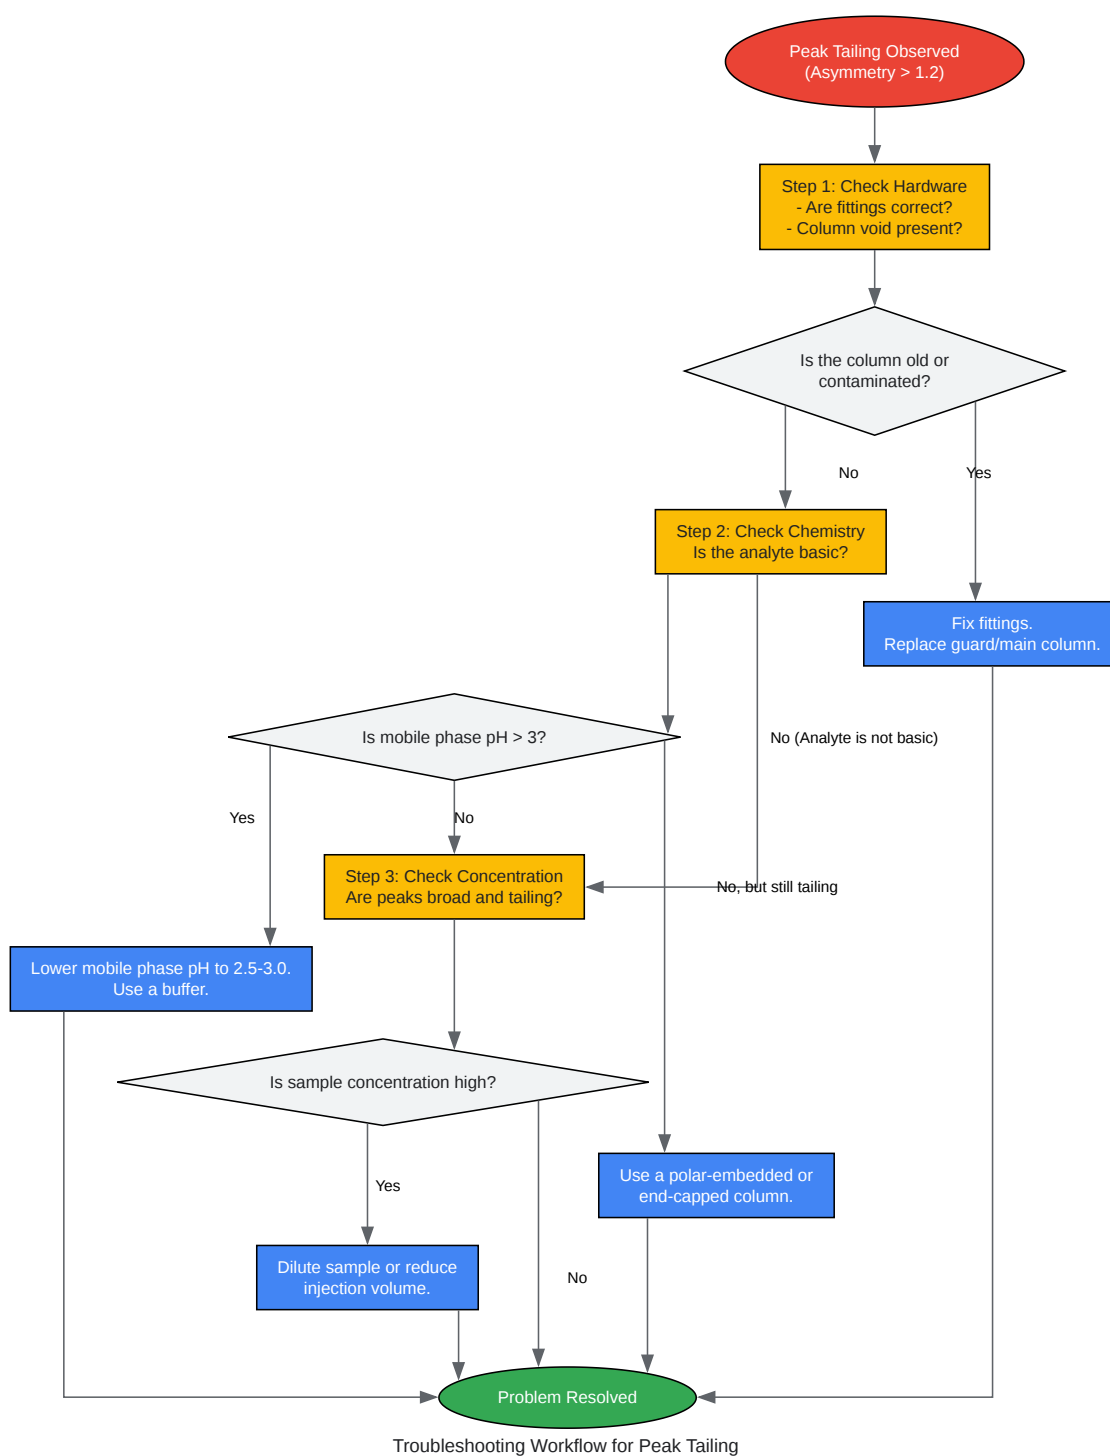 Peak Tailing Observed
(Asymmetry > 1.2)
Step 1: Check Hardware
- Are fittings correct?
- Column void present?
Is the column old or
contaminated?
No
Yes
Step 2: Check Chemistry
Is the analyte basic?
Fix fittings.
Replace guard/main column.
Is mobile phase pH > 3?
No (Analyte is not basic)
Yes
No
Step 3: Check Concentration
Are peaks broad and tailing?
No, but still tailing
Lower mobile phase pH to 2.5-3.0.
Use a buffer.
Is sample concentration high?
Yes
Use a polar-embedded or
end-capped column.
Dilute sample or reduce
injection volume.
No
Problem Resolved
Troubleshooting Workflow for Peak Tailing